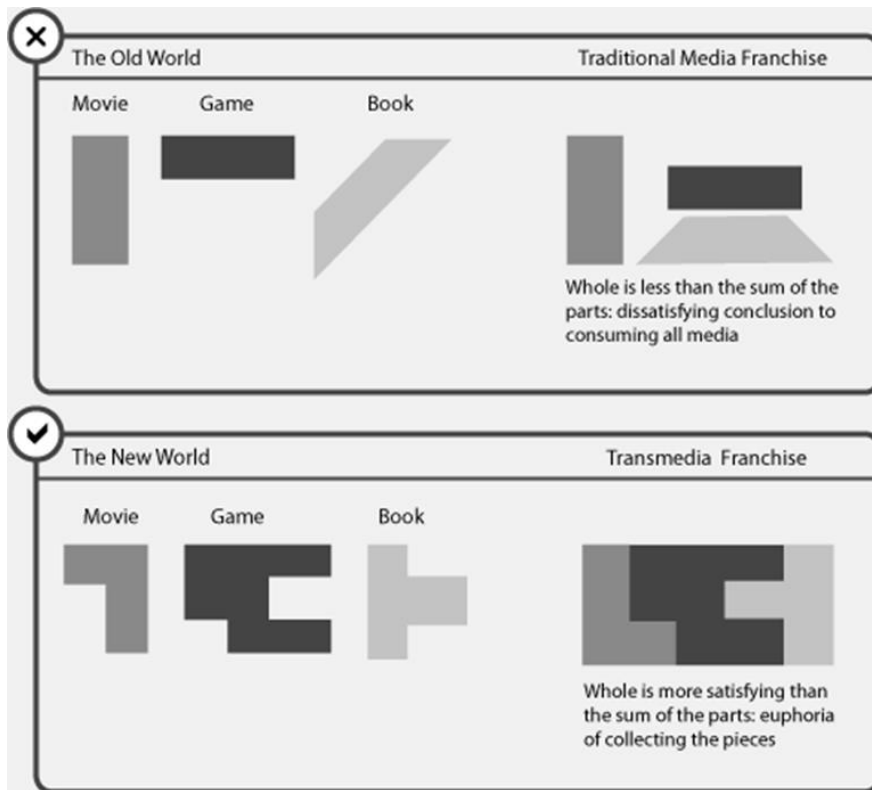 The Old World
Traditional Media Franchise
Movie
Game
Book
Whole is less than the sum of the
parts: dissatisfying conclusion to
consuming all media
The New World
Transmedia Franchise
Movie
Game
Book
Whole is more satisfying than
the sum of the parts: euphoria
of collecting the pieces